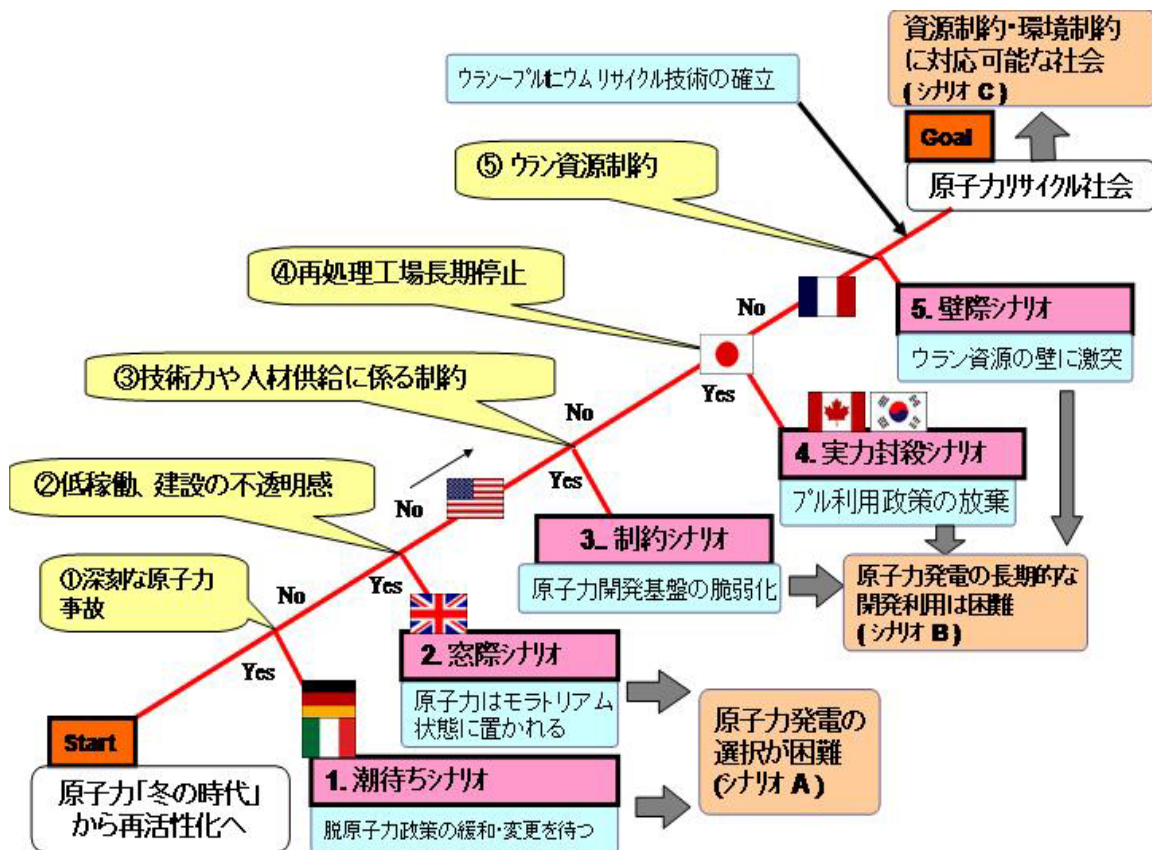 資源制約・環境制約
に対応可能な社会
(シナリオ C)
ウラン－プルトニウムリサイクル技術の確立
Goal
⑤ ウラン資源制約
原子力リサイクル社会
④再処理工場長期停止
No
5. 壁際シナリオ
ウラン資源の壁に激突
③技術力や人材供給に係る制約
Yes
No
4. 実力封殺シナリオ
プル利用政策の放棄
②低稼働、建設の不透明感
Yes
No
3. 制約シナリオ
原子力開発基盤の脆弱化
原子力発電の長期的な
開発利用は困難
(シナリオ B)
①深刻な原子力
事故
No
Yes
2. 窓際シナリオ
原子力はモラトリアム
状態に置かれる
Yes
原子力発電の
選択が困難
(シナリオ A)
Start
原子力「冬の時代」
から再活性化へ
1. 潮待ちシナリオ
脱原子力政策の緩和・変更を待つ